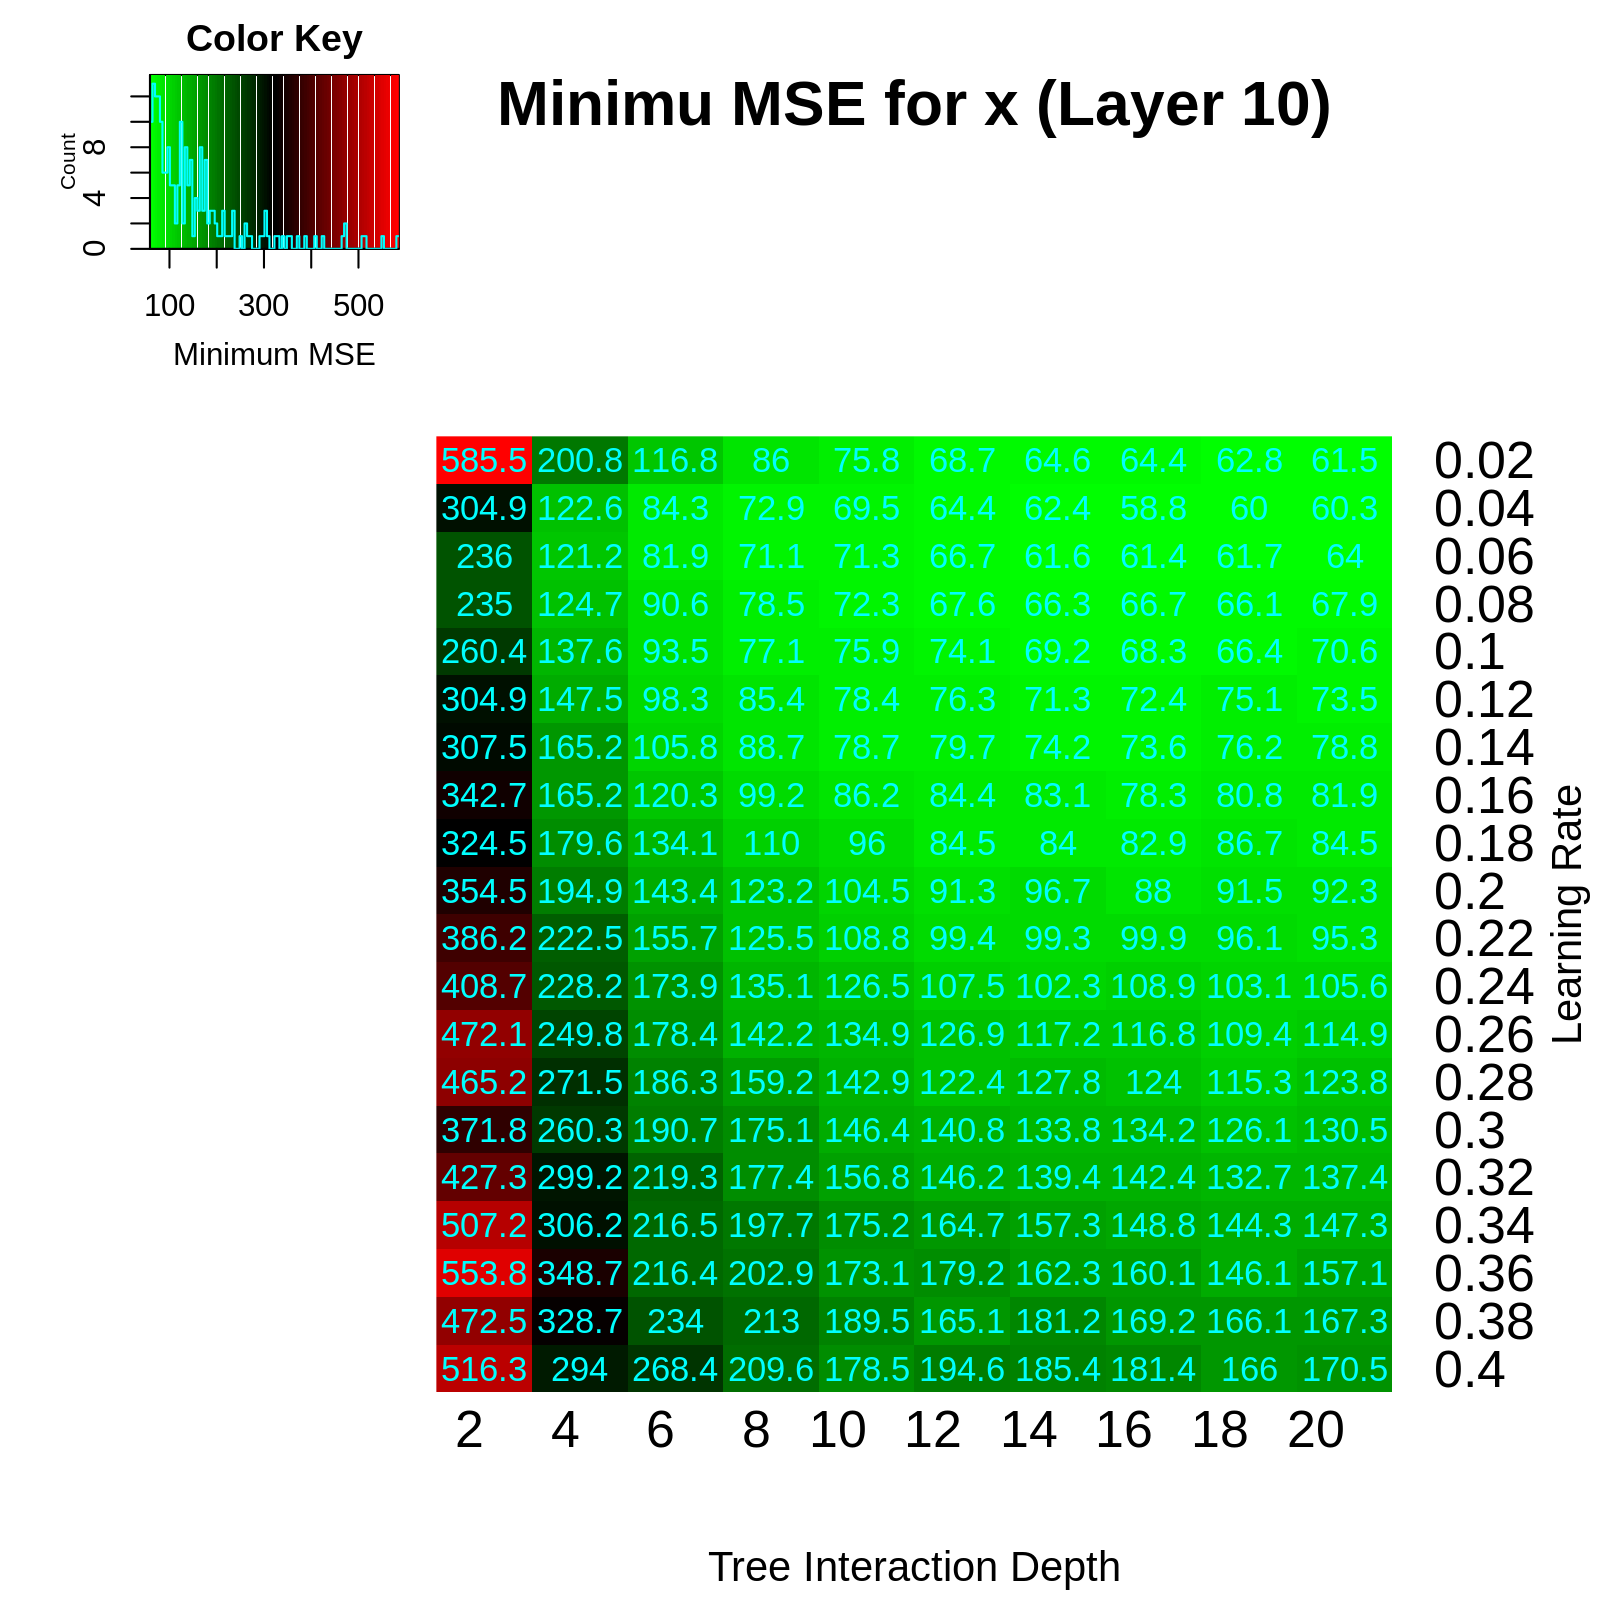 Color Key
Minimu MSE for x (Layer 10)
Count
0 4 8
100 300 500
Minimum MSE
585.5 200.8 116.8 86 75.8 68.7 64.6 64.4 62.8 61.5 0.02
304.9 122.6 84.3 72.9 69.5 64.4 62.4 58.8 60 60.3 0.04
236 121.2 81.9 71.1 71.3 66.7 61.6 61.4 61.7 64 0.06
235 124.7 90.6 78.5 72.3 67.6 66.3 66.7 66.1 67.9 0.08
260.4 137.6 93.5 77.1 75.9 74.1 69.2 68.3 66.4 70.6 0.1
304.9 147.5 98.3 85.4 78.4 76.3 71.3 72.4 75.1 73.5 0.12
307.5 165.2 105.8 88.7 78.7 79.7 74.2 73.6 76.2 78.8 0.14
342.7 165.2 120.3 99.2 86.2 84.4 83.1 78.3 80.8 81.9 0.16
324.5 179.6 134.1 110 96 84.5 84 82.9 86.7 84.5 0.18
354.5 194.9 143.4 123.2 104.5 91.3 96.7 88 91.5 92.3 0.2
386.2 222.5 155.7 125.5 108.8 99.4 99.3 99.9 96.1 95.3 0.22
408.7 228.2 173.9 135.1 126.5 107.5 102.3 108.9 103.1 105.6 0.24
472.1 249.8 178.4 142.2 134.9 126.9 117.2 116.8 109.4 114.9 0.26
465.2 271.5 186.3 159.2 142.9 122.4 127.8 124 115.3 123.8 0.28
371.8 260.3 190.7 175.1 146.4 140.8 133.8 134.2 126.1 130.5 0.3
427.3 299.2 219.3 177.4 156.8 146.2 139.4 142.4 132.7 137.4 0.32
507.2 306.2 216.5 197.7 175.2 164.7 157.3 148.8 144.3 147.3 0.34
553.8 348.7 216.4 202.9 173.1 179.2 162.3 160.1 146.1 157.1 0.36
472.5 328.7 234 213 189.5 165.1 181.2 169.2 166.1 167.3 0.38
516.3 294 268.4 209.6 178.5 194.6 185.4 181.4 166 170.5 0.4
Learning Rate
2 4 6 8 10 12 14 16 18 20
Tree Interaction Depth